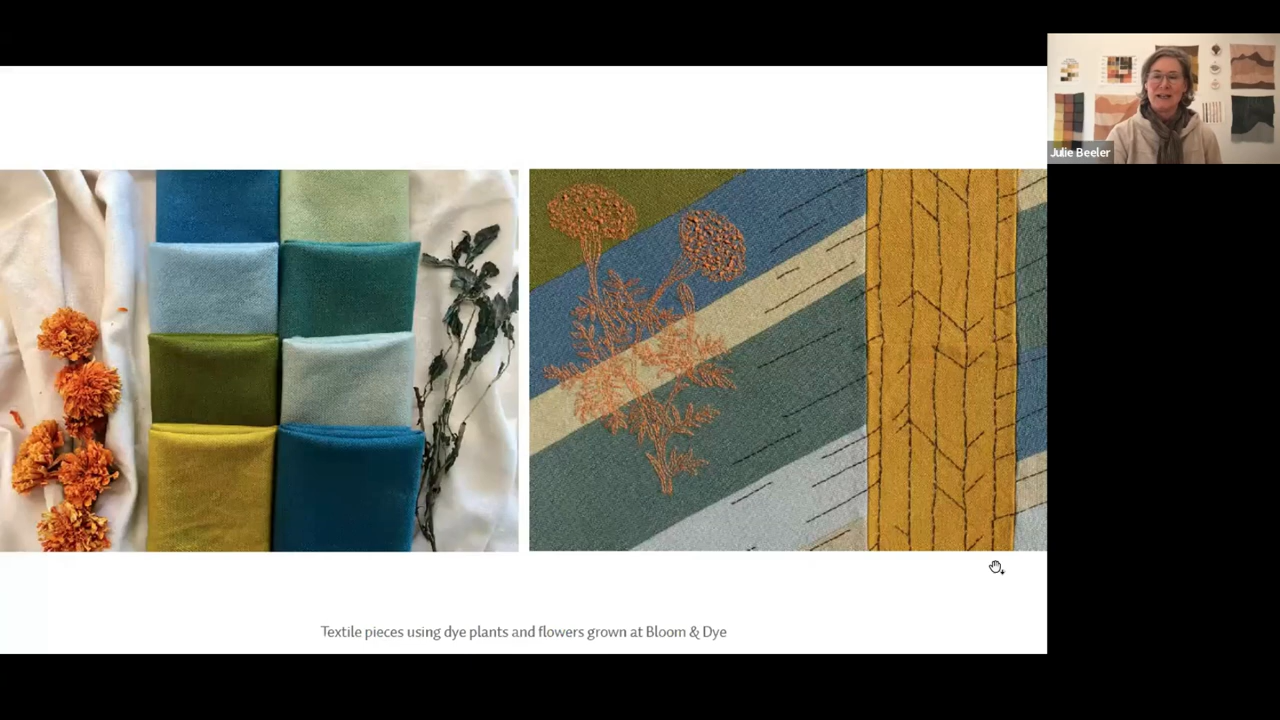 Julie Beeler
Textile pieces using dye plants and flowers grown at Bloom & Dye